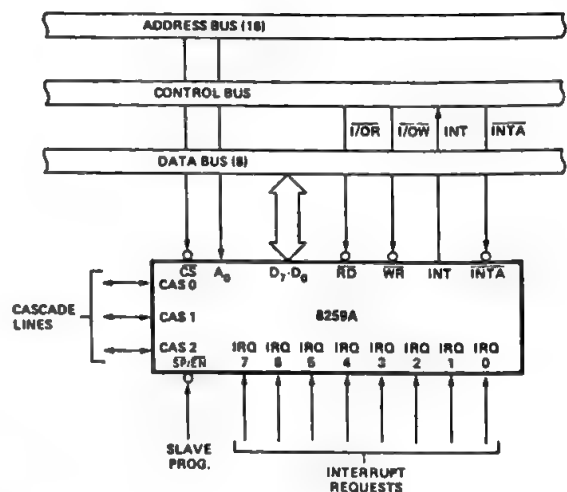 ADDRESS BUS (16)
CONTROL BUS
I/OR I/OW INT INTA
DATA BUS (8)
CS A0 D7-D0 RD WR INT INTA
CASCADE LINES
CAS 0
CAS 1
8259A
CAS 2
SP/EN
IRQ 7 IRQ 6 IRQ 5 IRQ 4 IRQ 3 IRQ 2 IRQ 1 IRQ 0
SLAVE PROG.
INTERRUPT REQUESTS